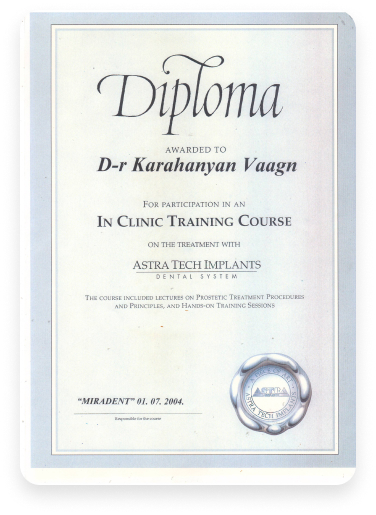 Diploma
AWARDED TO
D-r Karahanyan Vaagn
FOR PARTICIPATION IN AN
IN CLINIC TRAINING COURSE
ON THE TREATMENT WITH
ASTRA TECH IMPLANTS
DENTAL SYSTEM
THE COURSE INCLUDED LECTURES ON PROSTETIC TREATMENT PROCEDURES
AND PRINCIPLES, AND HANDS-ON TRAINING SESSIONS
"MIRADENT" 01. 07. 2004.
Responsible for the course
ASTRA
ASTRA TECH IMPLANTS